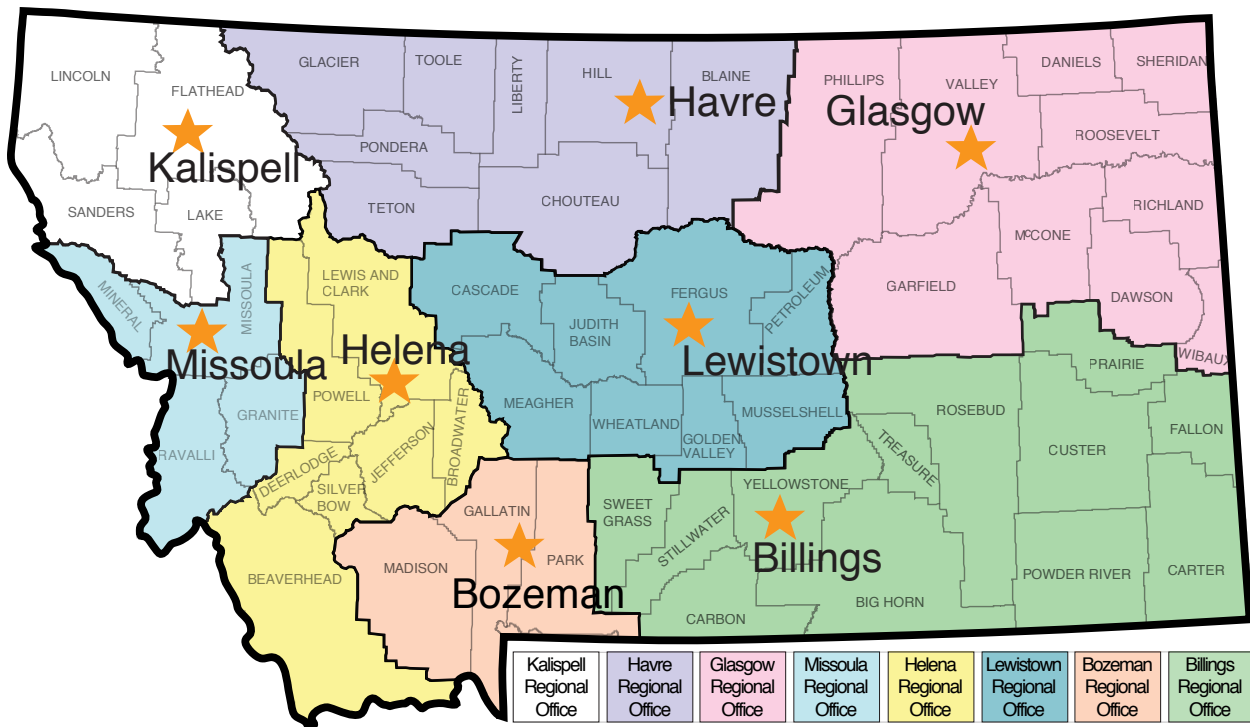 LINCOLN
FLATHEAD
GLACIER
TOOLE
LIBERTY
HILL
BLAINE
PHILLIPS
VALLEY
DANIELS
SHERIDAN
Havre
Glasgow
ROOSEVELT
Kalispell
PONDERA
SANDERS
LAKE
TETON
CHOUTEAU
RICHLAND
McCONE
MINERAL
MISSOULA
LEWIS AND
CLARK
CASCADE
JUDITH
BASIN
FERGUS
PETROLEUM
GARFIELD
DAWSON
WIBAUX
Missoula
Helena
Lewistown
PRAIRIE
POWELL
GRANITE
BROADWATER
MEAGHER
WHEATLAND
GOLDEN
VALLEY
MUSSELSHELL
ROSEBUD
TREASURE
CUSTER
FALLON
RAVALLI
DEERLODGE
JEFFERSON
SILVER
BOW
GALLATIN
PARK
SWEET
GRASS
STILLWATER
YELLOWSTONE
Billings
BEAVERHEAD
MADISON
Bozeman
CARBON
BIG HORN
POWDER RIVER
CARTER
Kalispell
Regional
Office
Havre
Regional
Office
Glasgow
Regional
Office
Missoula
Regional
Office
Helena
Regional
Office
Lewistown
Regional
Office
Bozeman
Regional
Office
Billings
Regional
Office